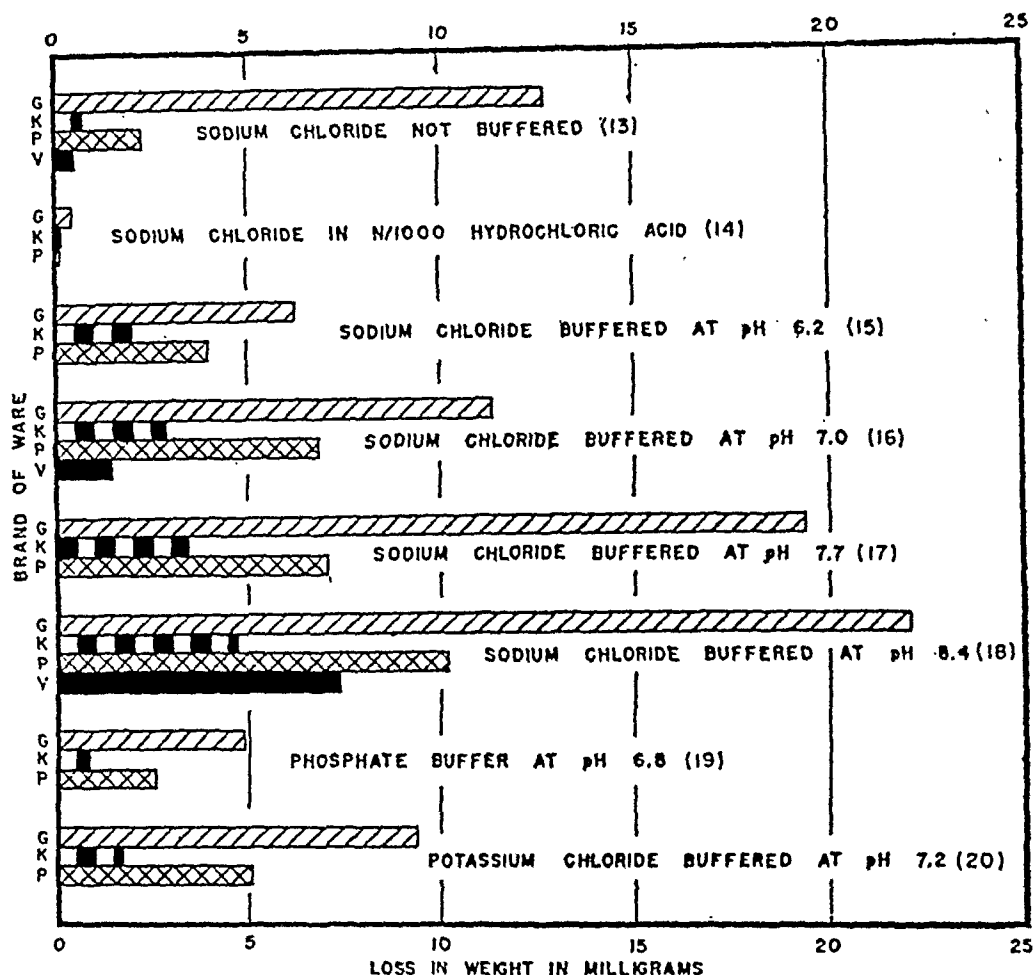 0 5 10 15 20 25
G
K
P
V
SODIUM CHLORIDE NOT BUFFERED (13)
G
K
P
SODIUM CHLORIDE IN N/1000 HYDROCHLORIC ACID (14)
G
K
P
SODIUM CHLORIDE BUFFERED AT pH 6.2 (15)
G
K
P
V
SODIUM CHLORIDE BUFFERED AT pH 7.0 (16)
BRAND OF WARE
G
K
P
SODIUM CHLORIDE BUFFERED AT pH 7.7 (17)
G
K
P
V
SODIUM CHLORIDE BUFFERED AT pH 8.4 (18)
G
K
P
PHOSPHATE BUFFER AT pH 6.8 (19)
G
K
P
POTASSIUM CHLORIDE BUFFERED AT pH 7.2 (20)
0 5 10 15 20 25
LOSS IN WEIGHT IN MILLIGRAMS